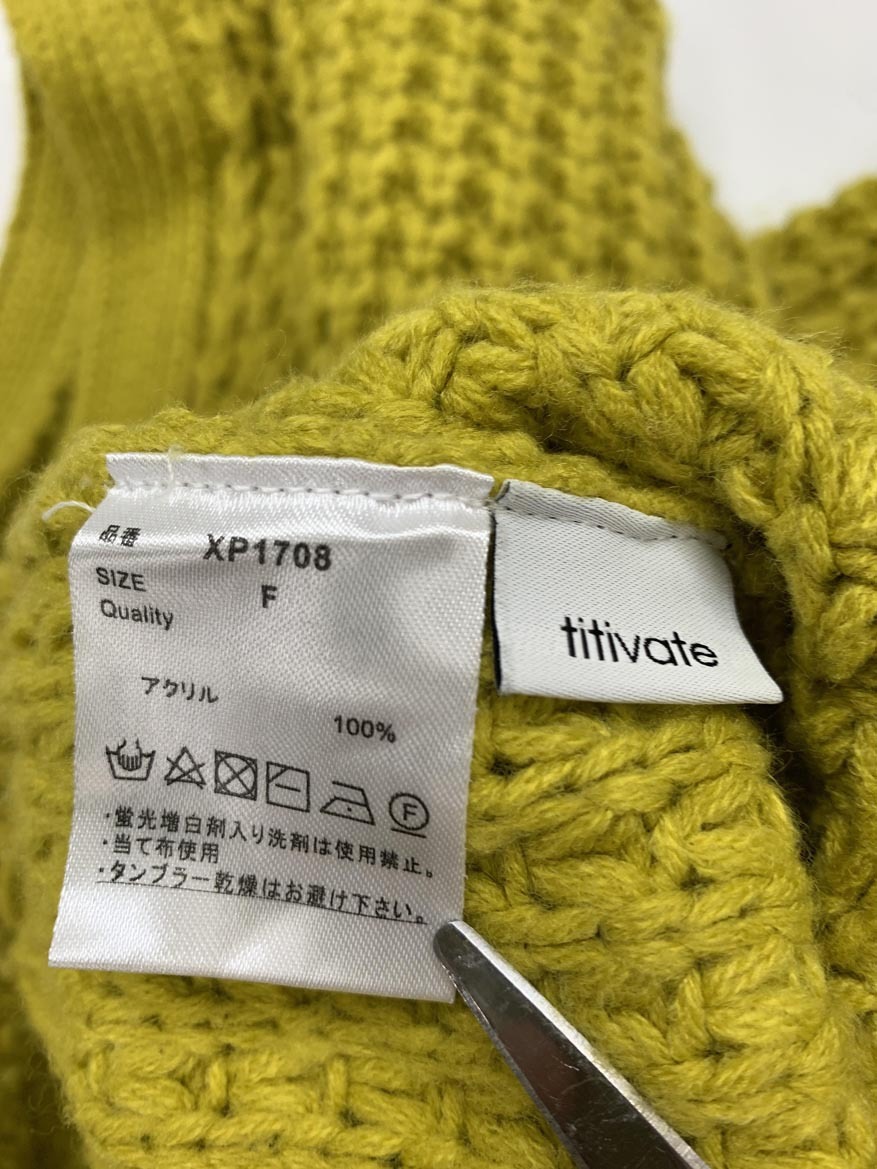 品番 XP1708
SIZE F
Quality
アクリル
100%
F
・蛍光増白剤入り洗剤は使用禁止。
・当て布使用
・タンブラー乾燥はお避け下さい。
titivate